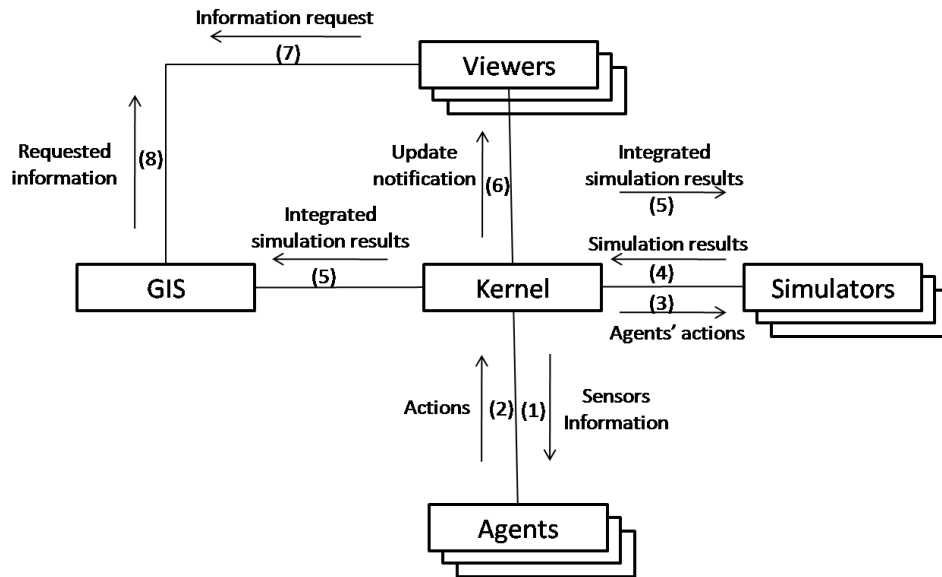 Information request
(7)
Viewers
Requested
information
(8)
Update
notification
(6)
Integrated
simulation results
(5)
Integrated
simulation results
(5)
Simulation results
(4)
GIS
Kernel
Simulators
(3)
Agents’ actions
Actions
(2)
(1)
Sensors
Information
Agents